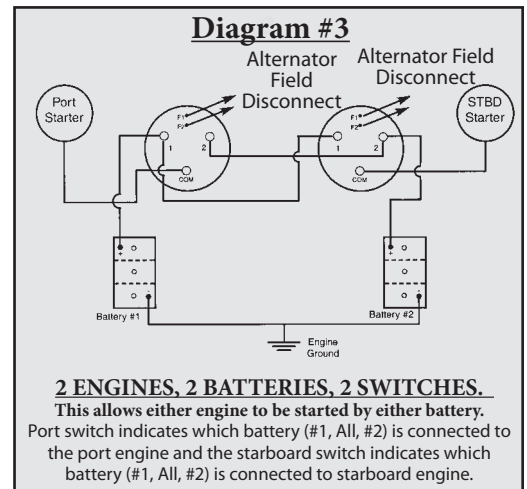 Diagram #3
Alternator
Field
Disconnect
Alternator Field
Disconnect
Port
Starter
STBD
Starter
F1
F2
1
2
COM
F1
F2
1
2
COM
+
-
Battery #1
+
-
Battery #2
Engine
Ground
2 ENGINES, 2 BATTERIES, 2 SWITCHES.
This allows either engine to be started by either battery.
Port switch indicates which battery (#1, All, #2) is connected to
the port engine and the starboard switch indicates which
battery (#1, All, #2) is connected to starboard engine.